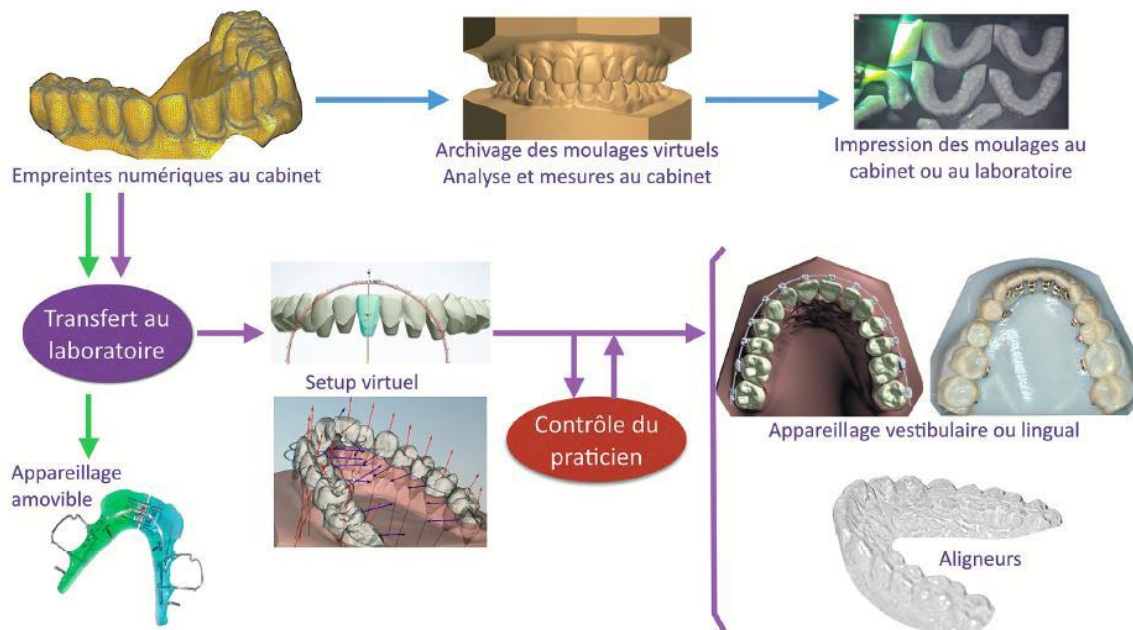 Empreintes numériques au cabinet
Archivage des moulages virtuels
Analyse et mesures au cabinet
Impression des moulages au
cabinet ou au laboratoire
Transfert au
laboratoire
Setup virtuel
Contrôle du
praticien
Appareillage vestibulaire ou lingual
Appareillage
amovible
Aligneurs